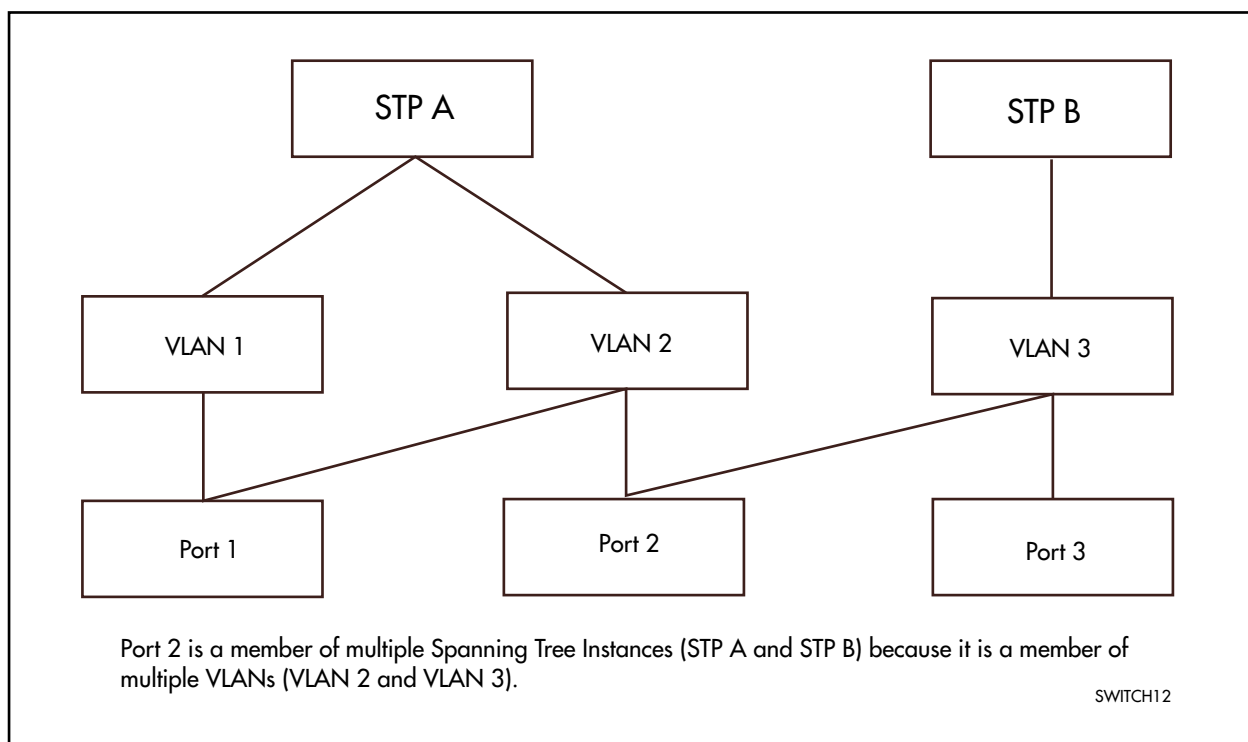 STP A
STP B
VLAN 1
VLAN 2
VLAN 3
Port 1
Port 2
Port 3
Port 2 is a member of multiple Spanning Tree Instances (STP A and STP B) because it is a member of
multiple VLANs (VLAN 2 and VLAN 3).
SWITCH12